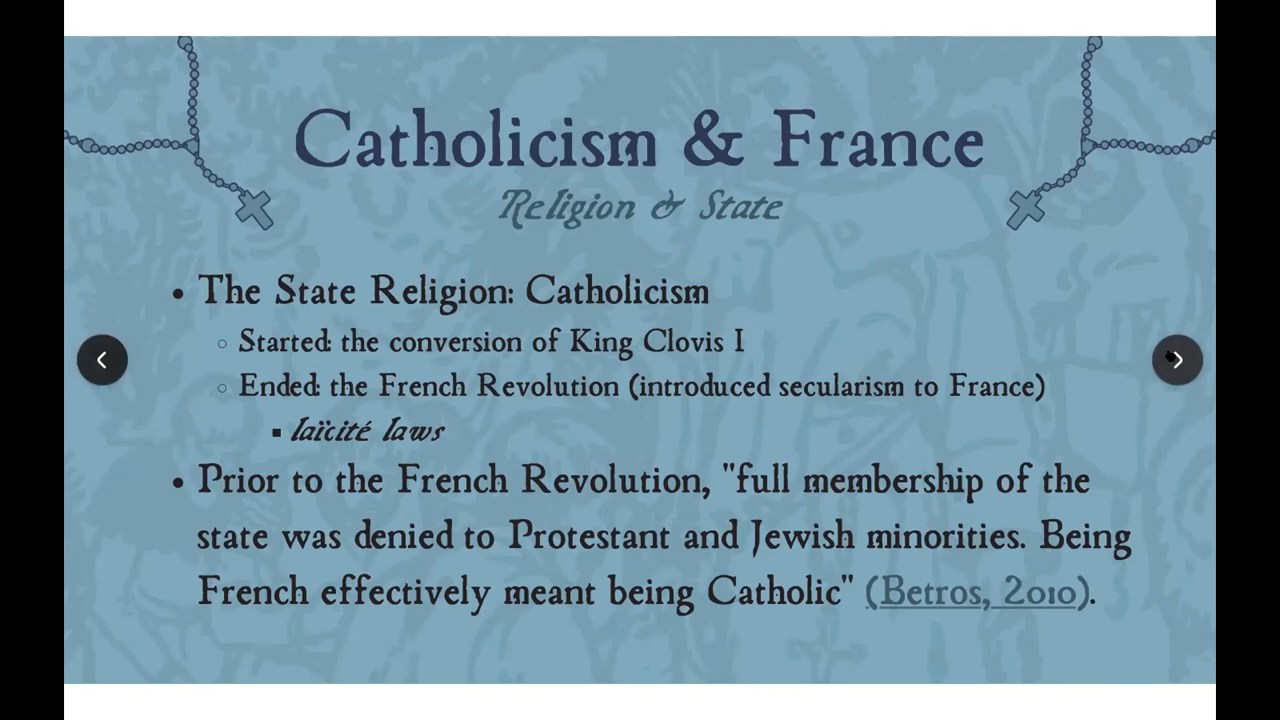 Catholicism & France
Religion & State
• The State Religion: Catholicism
○ Started: the conversion of King Clovis I
○ Ended: the French Revolution (introduced secularism to France)
▪ laïcité laws
• Prior to the French Revolution, "full membership of the
state was denied to Protestant and Jewish minorities. Being
French effectively meant being Catholic" (Betros, 2010).